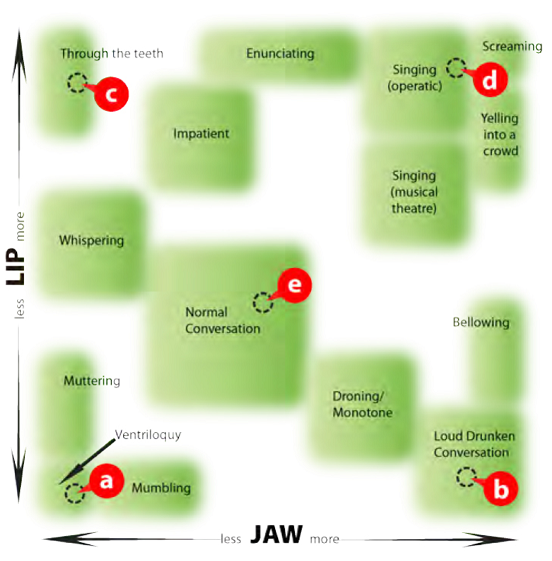 Through the teeth
Enunciating
Screaming
Singing
(operatic)
c
d
Impatient
Yelling
into a
crowd
Singing
(musical
theatre)
less LIP more
Whispering
e
Normal
Conversation
Bellowing
Muttering
Droning/
Monotone
Ventriloquy
Loud Drunken
Conversation
a
Mumbling
b
less JAW more